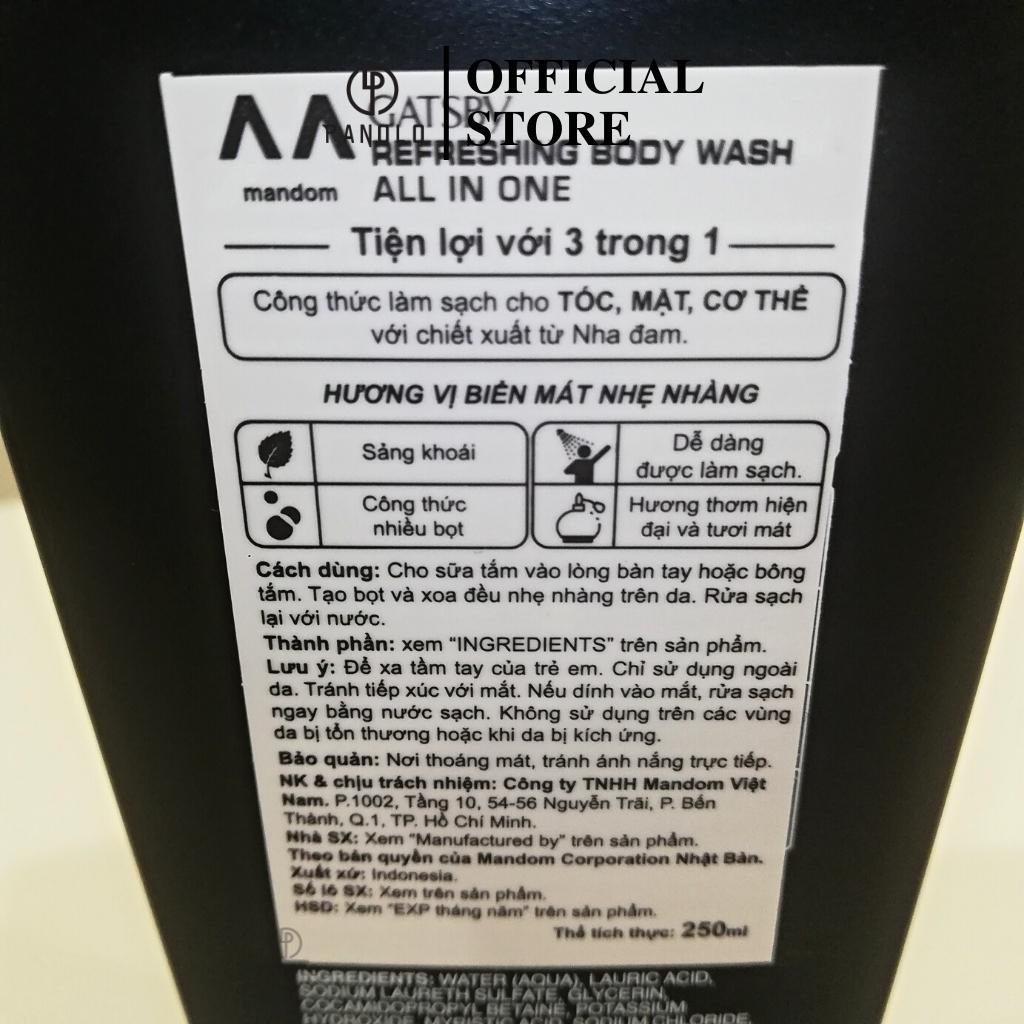 OFFICIAL
STORE
GATSBY
REFRESHING BODY WASH
mandom ALL IN ONE
Tiện lợi với 3 trong 1
Công thức làm sạch cho TÓC, MẶT, CƠ THỂ
với chiết xuất từ Nha đam.
HƯƠNG VỊ BIỂN MÁT NHẸ NHÀNG
Sảng khoái
Dễ dàng
được làm sạch.
Công thức
nhiều bọt
Hương thơm hiện
đại và tươi mát
Cách dùng: Cho sữa tắm vào lòng bàn tay hoặc bông
tắm. Tạo bọt và xoa đều nhẹ nhàng trên da. Rửa sạch
lại với nước.
Thành phần: xem “INGREDIENTS” trên sản phẩm.
Lưu ý: Để xa tầm tay của trẻ em. Chỉ sử dụng ngoài
da. Tránh tiếp xúc với mắt. Nếu dính vào mắt, rửa sạch
ngay bằng nước sạch. Không sử dụng trên các vùng
da bị tổn thương hoặc khi da bị kích ứng.
Bảo quản: Nơi thoáng mát, tránh ánh nắng trực tiếp.
NK & chịu trách nhiệm: Công ty TNHH Mandom Việt
Nam. P.1002, Tầng 10, 54-56 Nguyễn Trãi, P. Bến
Thành, Q.1, TP. Hồ Chí Minh.
Nhà SX: Xem “Manufactured by” trên sản phẩm.
Theo bản quyền của Mandom Corporation Nhật Bản.
Xuất xứ: Indonesia.
Số lô SX: Xem trên sản phẩm.
HSD: Xem “EXP tháng năm” trên sản phẩm.
Thể tích thực: 250ml
INGREDIENTS: WATER (AQUA), LAURIC ACID,
SODIUM LAURETH SULFATE, GLYCERIN,
COCAMIDOPROPYL BETAINE, POTASSIUM
HYDROXIDE, MYRISTIC ACID, SODIUM CHLORIDE,